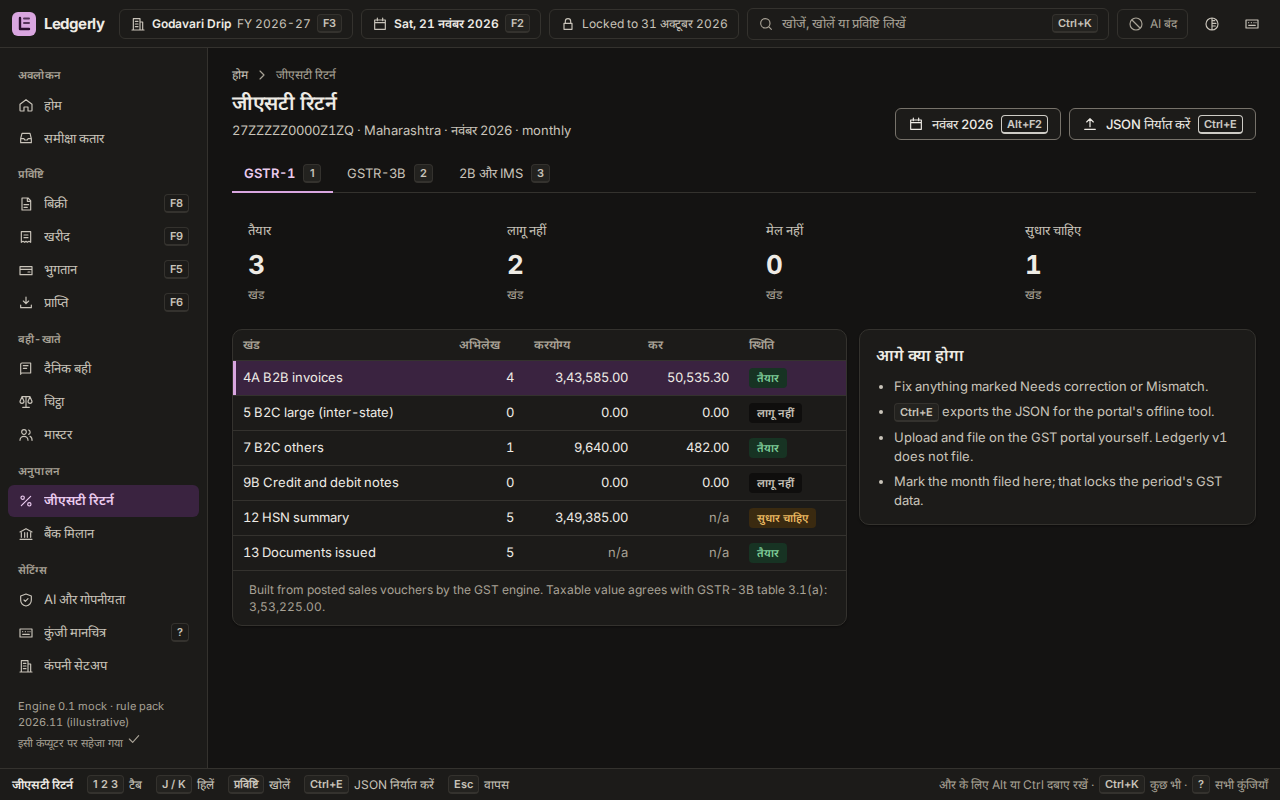 Ledgerly
Godavari Drip FY 2026-27 F3
Sat, 21 नवंबर 2026 F2
Locked to 31 अक्टूबर 2026
खोजें, खोलें या प्रविष्टि लिखें Ctrl+K
AI बंद
अवलोकन
होम
समीक्षा कतार
प्रविष्टि
बिक्री F8
खरीद F9
भुगतान F5
प्राप्ति F6
बही-खाते
दैनिक बही
चिट्ठा
मास्टर
अनुपालन
जीएसटी रिटर्न
बैंक मिलान
सेटिंग्स
AI और गोपनीयता
कुंजी मानचित्र ?
कंपनी सेटअप
Engine 0.1 mock · rule pack
2026.11 (illustrative)
इसी कंप्यूटर पर सहेजा गया
होम > जीएसटी रिटर्न
जीएसटी रिटर्न
27ZZZZZ0000Z1ZQ · Maharashtra · नवंबर 2026 · monthly
नवंबर 2026 Alt+F2
JSON निर्यात करें Ctrl+E
GSTR-1 1 GSTR-3B 2 2B और IMS 3
तैयार लागू नहीं मेल नहीं सुधार चाहिए
3 2 0 1
खंड खंड खंड खंड
खंड अभिलेख करयोग्य कर स्थिति
4A B2B invoices 4 3,43,585.00 50,535.30 तैयार
5 B2C large (inter-state) 0 0.00 0.00 लागू नहीं
7 B2C others 1 9,640.00 482.00 तैयार
9B Credit and debit notes 0 0.00 0.00 लागू नहीं
12 HSN summary 5 3,49,385.00 n/a सुधार चाहिए
13 Documents issued 5 n/a n/a तैयार
Built from posted sales vouchers by the GST engine. Taxable value agrees with GSTR-3B table 3.1(a):
3,53,225.00.
आगे क्या होगा
• Fix anything marked Needs correction or Mismatch.
• Ctrl+E exports the JSON for the portal's offline tool.
• Upload and file on the GST portal yourself. Ledgerly v1
does not file.
• Mark the month filed here; that locks the period's GST
data.
जीएसटी रिटर्न 1 2 3 टैब J / K हिलें प्रविष्टि खोलें Ctrl+E JSON निर्यात करें Esc वापस
और के लिए Alt या Ctrl दबाए रखें · Ctrl+K कुछ भी · ? सभी कुंजियाँ